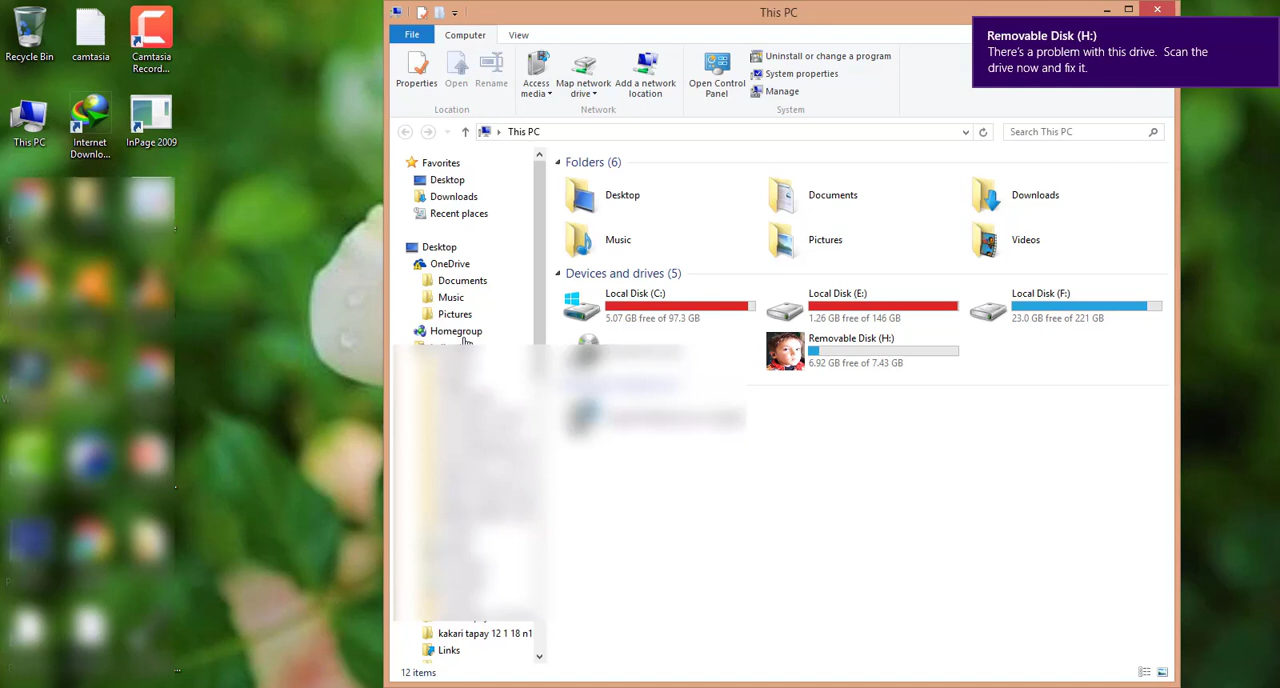 Recycle Bin
camtasia
Camtasia
Record...
This PC
Internet
Downlo...
InPage 2009
This PC
File
Computer
View
Properties
Open
Rename
Location
Access
media
Map network
drive
Add a network
location
Network
Open Control
Panel
Uninstall or change a program
System properties
Manage
System
Removable Disk (H:)
There's a problem with this drive. Scan the
drive now and fix it.
This PC
Search This PC
Favorites
Desktop
Downloads
Recent places
Desktop
OneDrive
Documents
Music
Pictures
Homegroup
kakari tapay 12 1 18 n1
Links
Folders (6)
Desktop
Documents
Downloads
Music
Pictures
Videos
Devices and drives (5)
Local Disk (C:)
5.07 GB free of 97.3 GB
Local Disk (E:)
1.26 GB free of 146 GB
Local Disk (F:)
23.0 GB free of 221 GB
Removable Disk (H:)
6.92 GB free of 7.43 GB
12 items